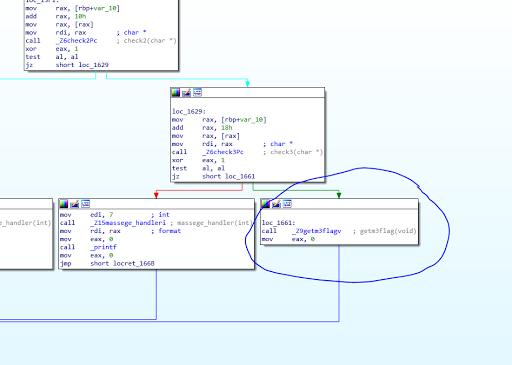 mov rax, [rbp+var_10]
add rax, 10h
mov rax, [rax]
mov rdi, rax ; char *
call _Z6check2Pc ; check2(char *)
xor eax, 1
test al, al
jz short loc_1629
loc_1629:
mov rax, [rbp+var_10]
add rax, 18h
mov rax, [rax]
mov rdi, rax ; char *
call _Z6check3Pc ; check3(char *)
xor eax, 1
test al, al
jz short loc_1661
ge_handler(int)
mov edi, 7 ; int
call _Z15massege_handleri ; massege_handler(int)
mov rdi, rax ; format
mov eax, 0
call _printf
mov eax, 0
jmp short locret_1668
loc_1661:
call _Z9getm3flagv ; getm3flag(void)
mov eax, 0